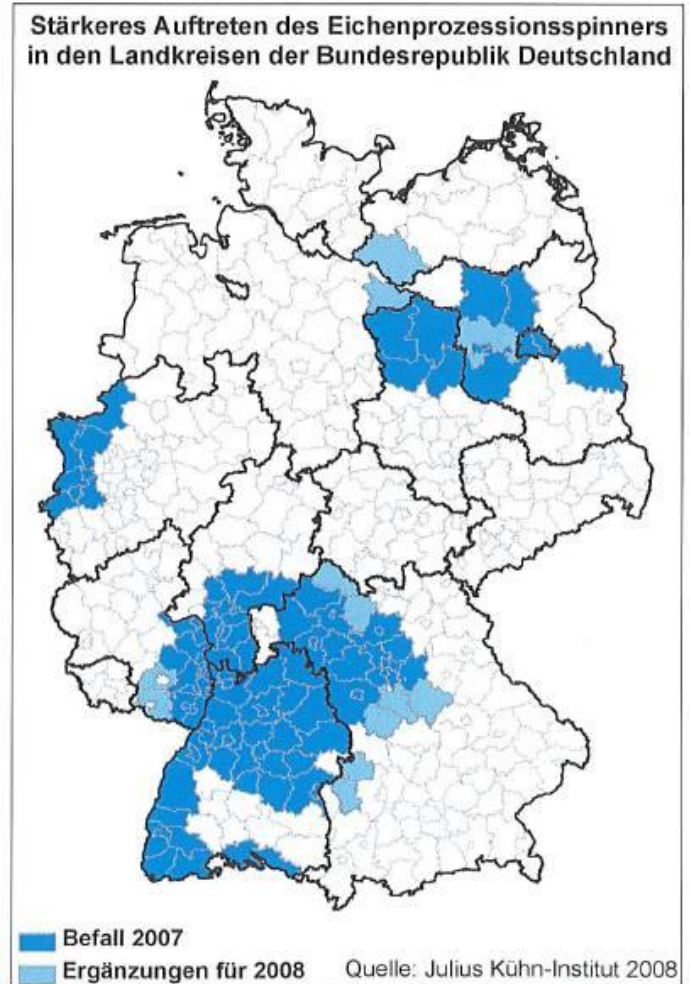 Stärkeres Auftreten des Eichenprozessionsspinners
in den Landkreisen der Bundesrepublik Deutschland
Befall 2007
Ergänzungen für 2008
Quelle: Julius Kühn-Institut 2008